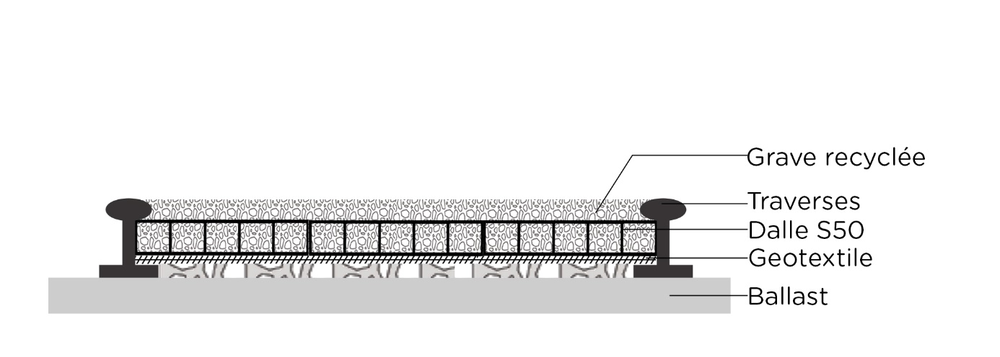 Grave recyclée
Traverses
Dalle S50
Geotextile
Ballast